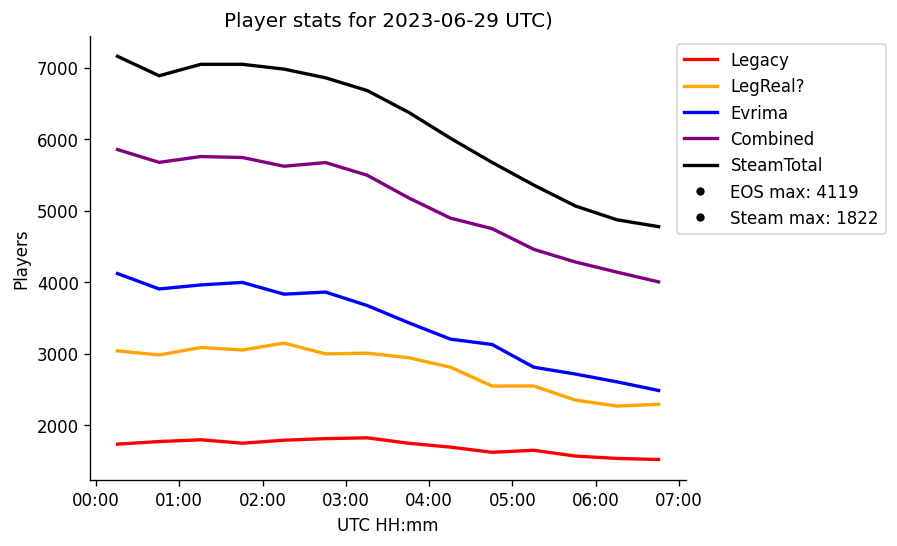 Player stats for 2023-06-29 UTC)
Legacy
LegReal?
Evrima
Combined
SteamTotal
EOS max: 4119
Steam max: 1822
Players
7000
6000
5000
4000
3000
2000
00:00 01:00 02:00 03:00 04:00 05:00 06:00 07:00
UTC HH:mm